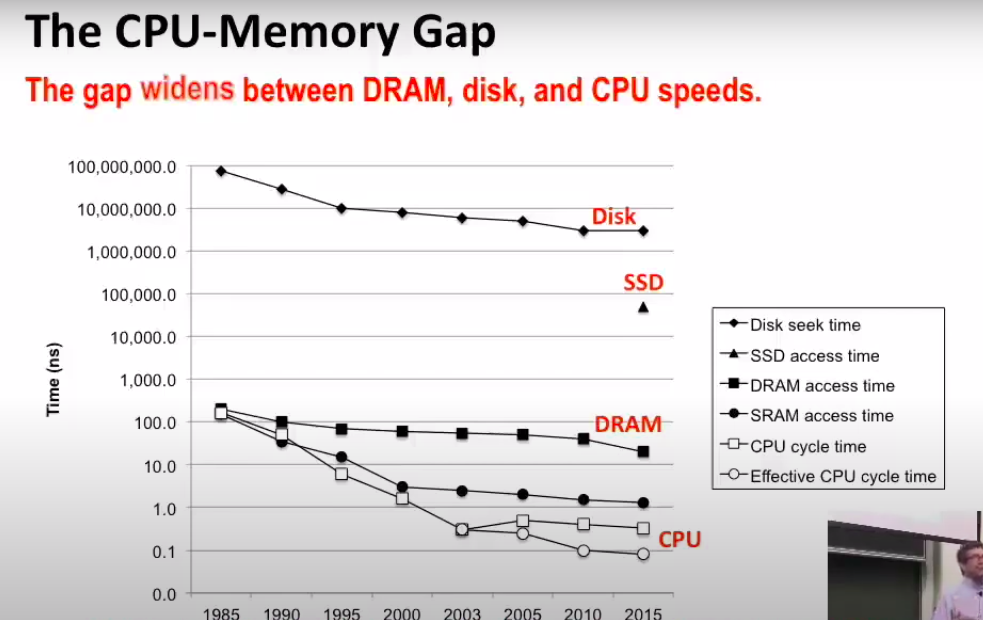 The CPU-Memory Gap
The gap widens between DRAM, disk, and CPU speeds.
Time (ns)
100,000,000.0
10,000,000.0
1,000,000.0
100,000.0
10,000.0
1,000.0
100.0
10.0
1.0
0.1
0.0
1985 1990 1995 2000 2003 2005 2010 2015
Disk
SSD
DRAM
CPU
Disk seek time
SSD access time
DRAM access time
SRAM access time
CPU cycle time
Effective CPU cycle time